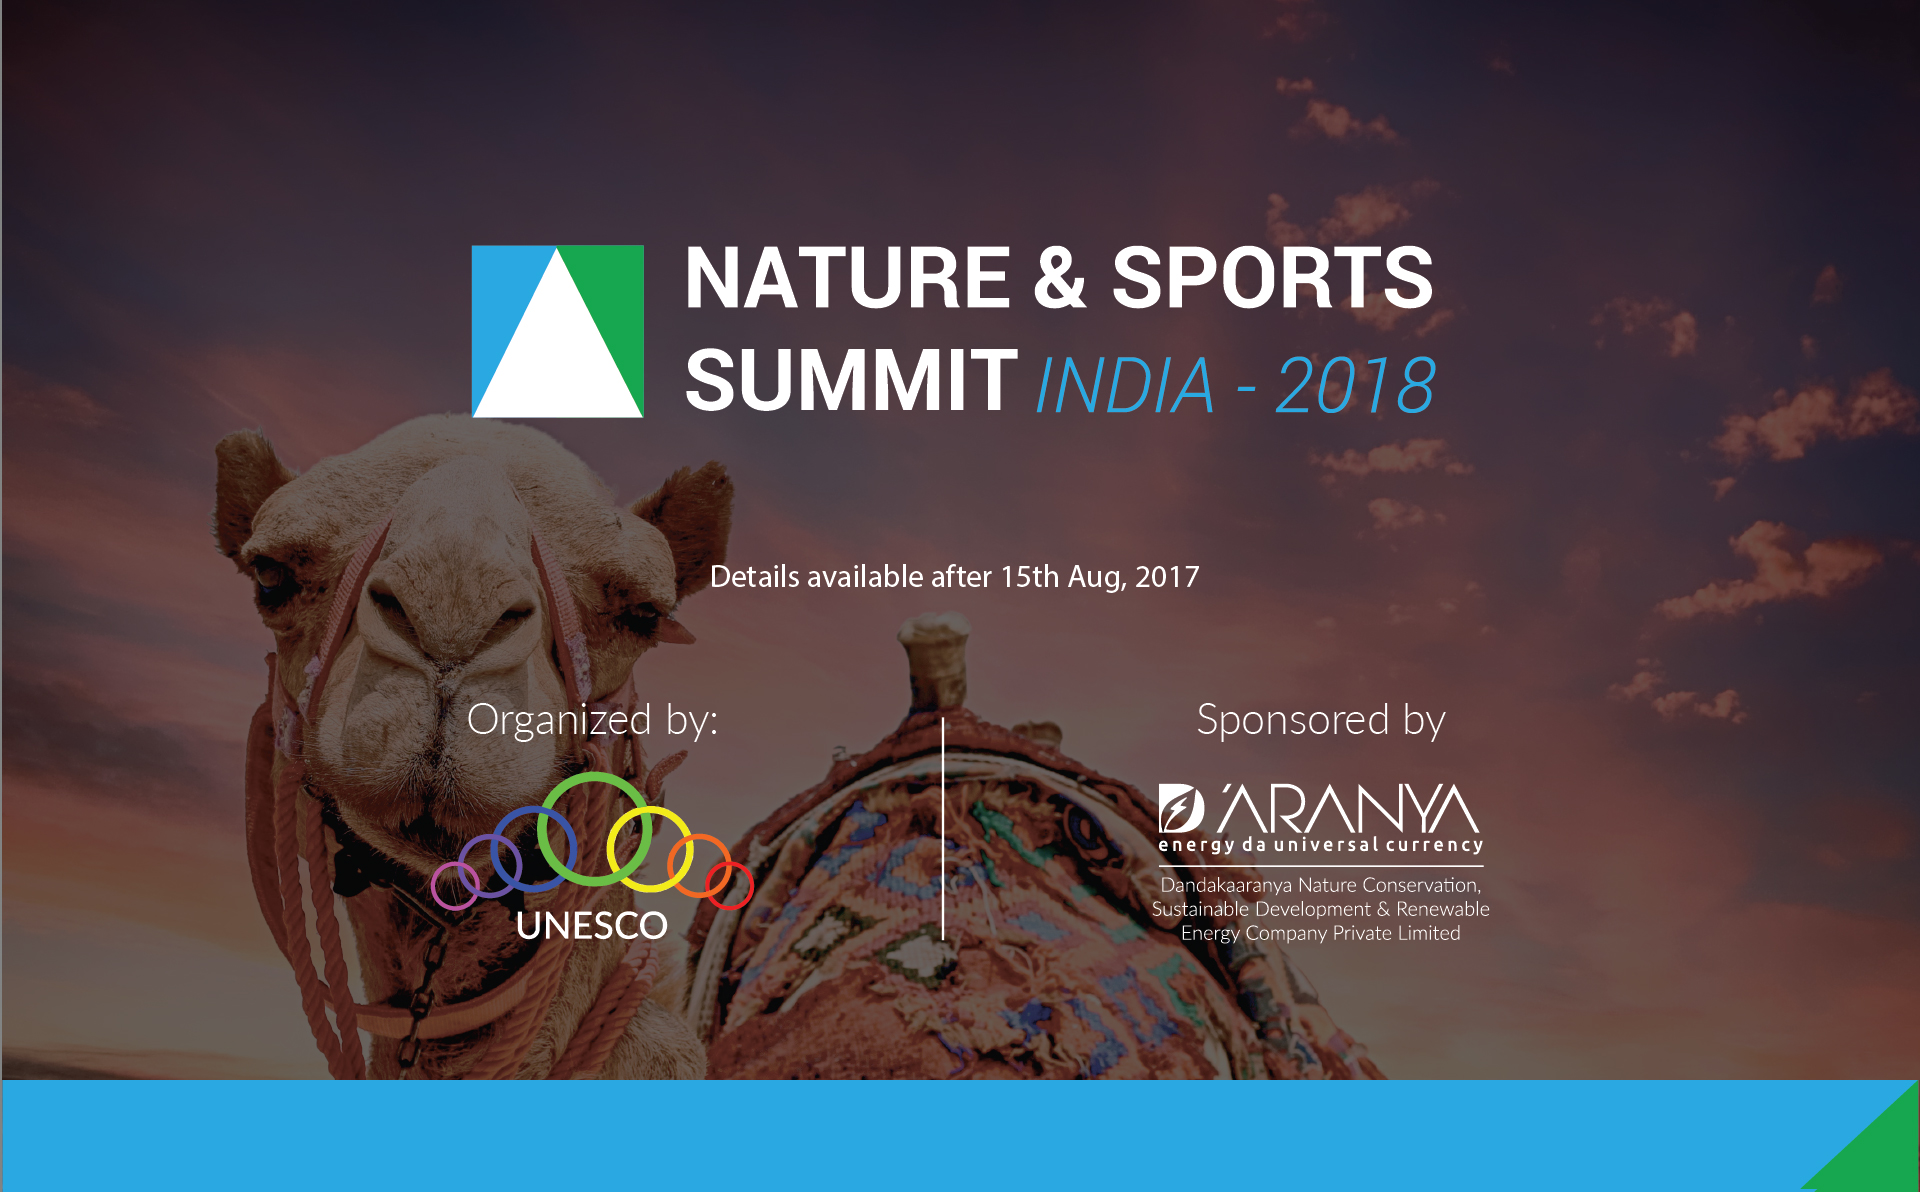 NATURE & SPORTS
SUMMIT INDIA - 2018
Details available after 15th Aug, 2017
Organized by:
UNESCO
Sponsored by
D'ARANYA
energy da universal currency
Dandakaaranya Nature Conservation,
Sustainable Development & Renewable
Energy Company Private Limited